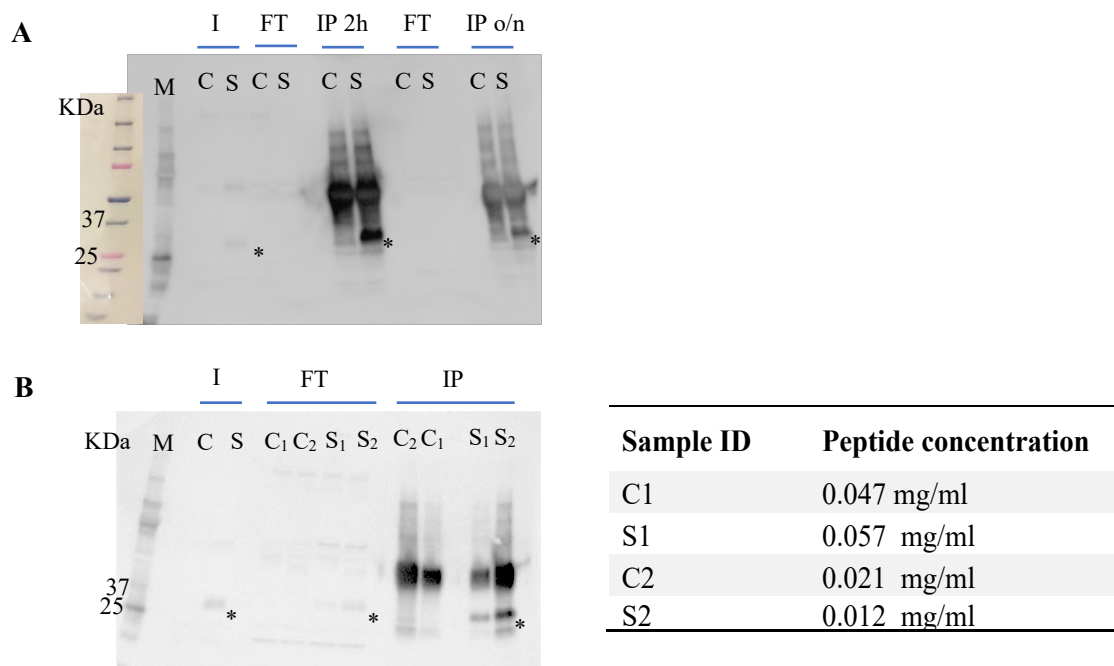 A
I FT IP 2h FT IP o/n
M C S C S C S C S C S
KDa
37
25
*
*
*
B
I FT IP
KDa M C S C₁ C₂ S₁ S₂ C₂ C₁ S₁ S₂
37
25
*
*
*
Sample ID Peptide concentration
C1 0.047 mg/ml
S1 0.057 mg/ml
C2 0.021 mg/ml
S2 0.012 mg/ml